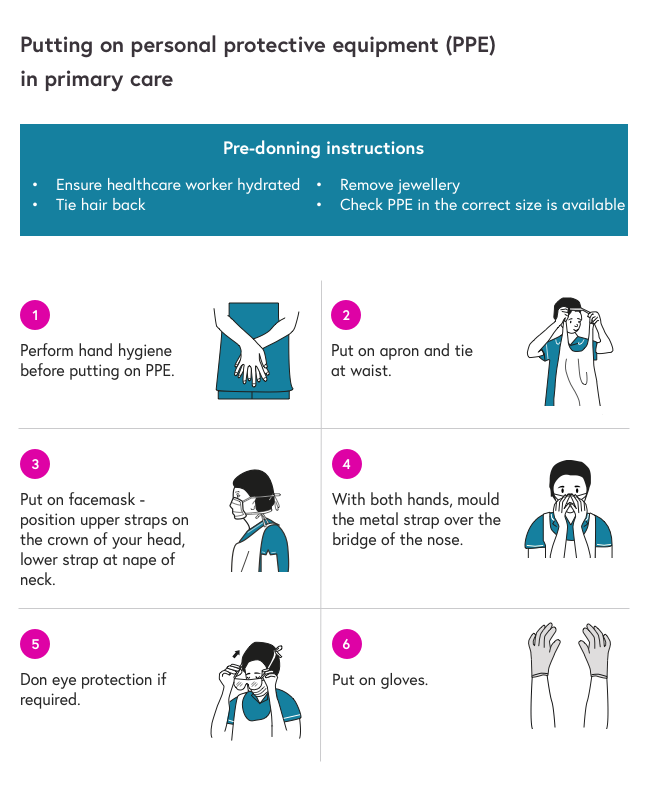 Putting on personal protective equipment (PPE)
in primary care
Pre-donning instructions
• Ensure healthcare worker hydrated
• Tie hair back
• Remove jewellery
• Check PPE in the correct size is available
1
Perform hand hygiene
before putting on PPE.
2
Put on apron and tie
at waist.
3
Put on facemask -
position upper straps on
the crown of your head,
lower strap at nape of
neck.
4
With both hands, mould
the metal strap over the
bridge of the nose.
5
Don eye protection if
required.
6
Put on gloves.